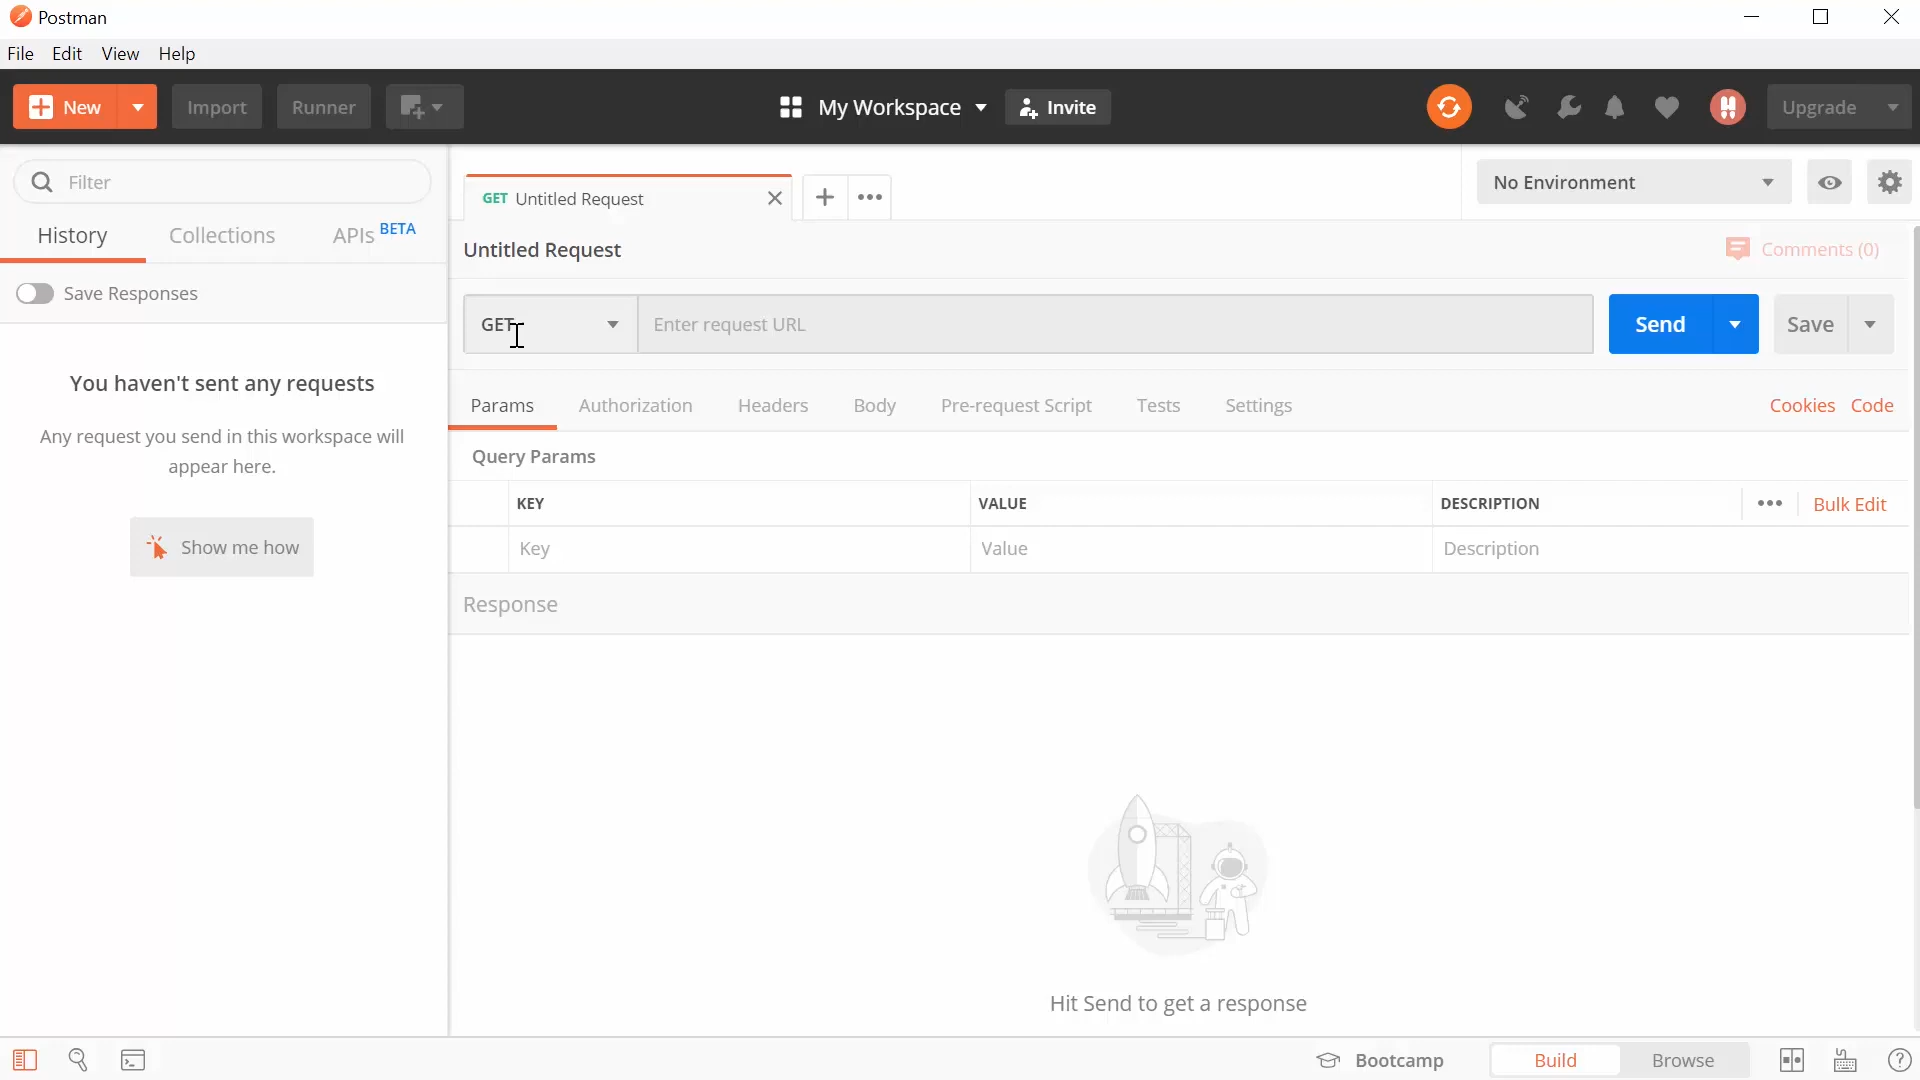 Postman
File Edit View Help
New Import Runner My Workspace Invite Upgrade
Filter
History Collections APIs BETA
Save Responses
You haven't sent any requests
Any request you send in this workspace will
appear here.
Show me how
GET Untitled Request
No Environment
Untitled Request
Comments (0)
GET Enter request URL Send Save
Params Authorization Headers Body Pre-request Script Tests Settings Cookies Code
Query Params
KEY VALUE DESCRIPTION Bulk Edit
Key Value Description
Response
Hit Send to get a response
Bootcamp Build Browse